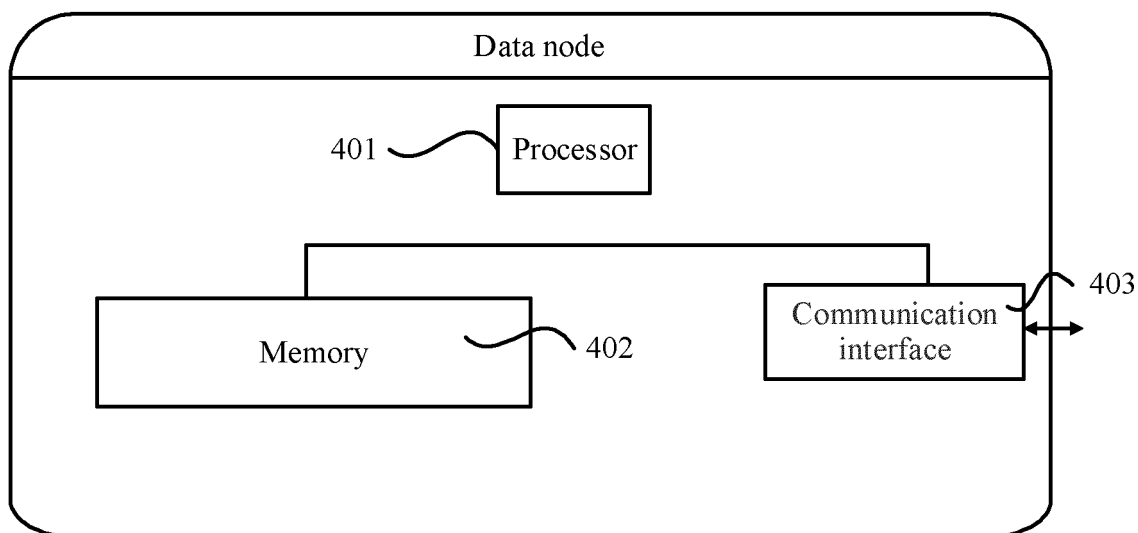 Data node
401
Processor
403
Communication
interface
Memory
402